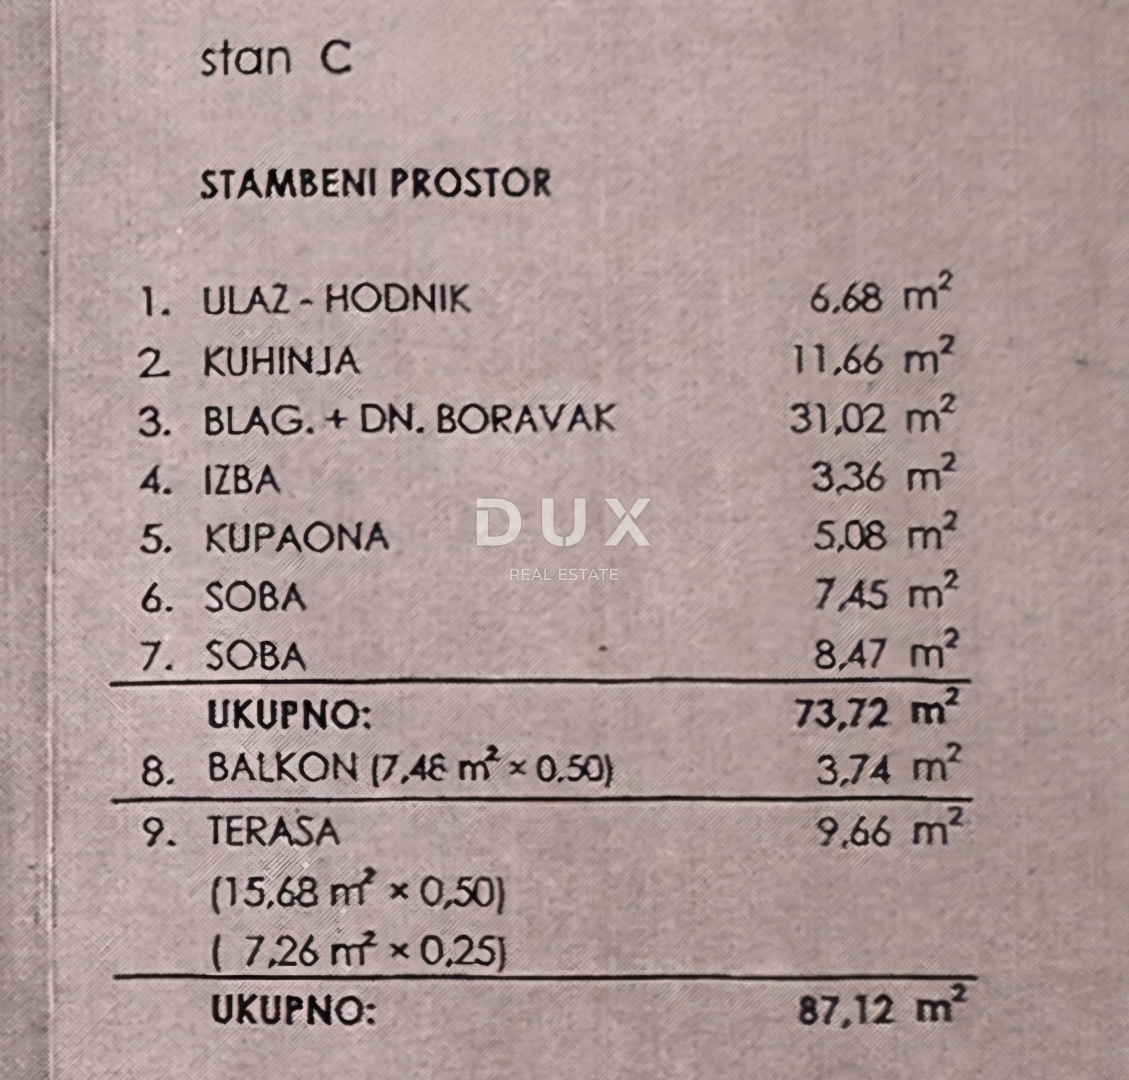 stan C
STAMBENI PROSTOR
1. ULAZ - HODNIK 6,68 m²
2. KUHINJA 11,66 m²
3. BLAG. + DN. BORAVAK 31,02 m²
4. IZBA 3,36 m²
5. KUPAONA 5,08 m²
DUX
REAL ESTATE
6. SOBA 7,45 m²
7. SOBA 8,47 m²
UKUPNO: 73,72 m²
8. BALKON (7,48 m² × 0.50) 3,74 m²
9. TERASA 9,66 m²
(15,68 m² × 0,50)
( 7,26 m² × 0,25)
UKUPNO: 87,12 m²